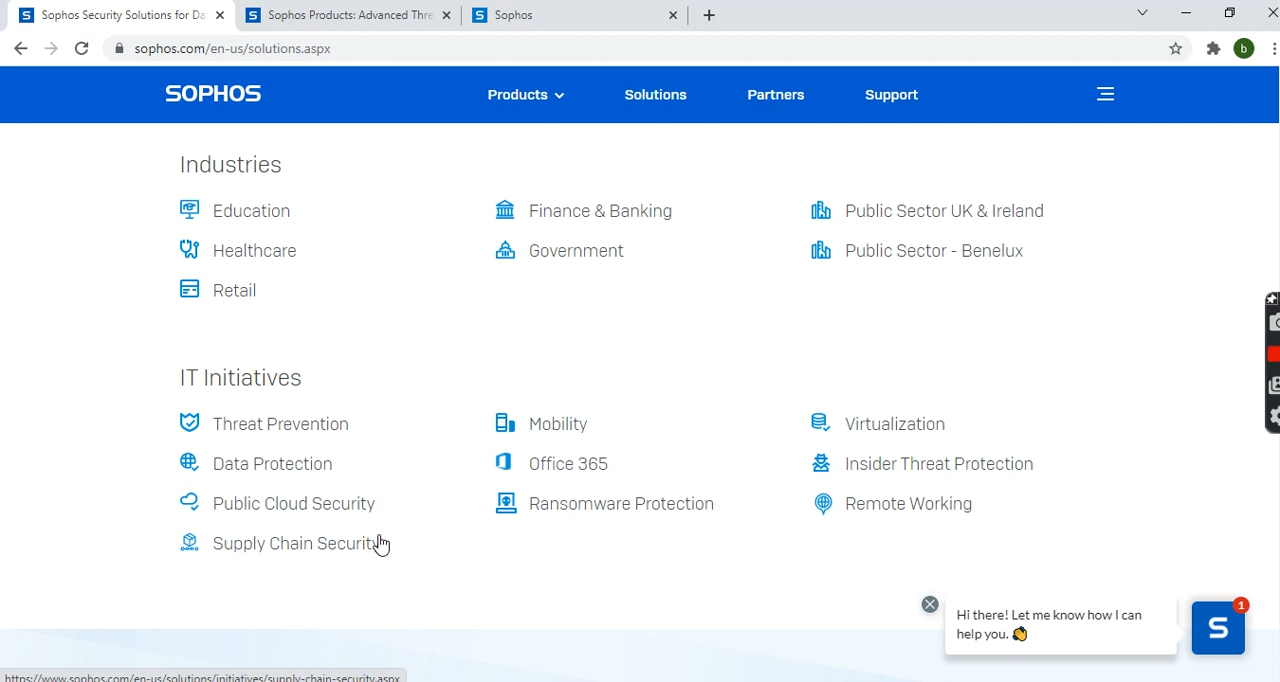 Sophos Security Solutions for Da
Sophos Products: Advanced Thre
Sophos
sophos.com/en-us/solutions.aspx
b
SOPHOS
Products
Solutions
Partners
Support
Industries
Education
Finance & Banking
Public Sector UK & Ireland
Healthcare
Government
Public Sector - Benelux
Retail
IT Initiatives
Threat Prevention
Mobility
Virtualization
Data Protection
Office 365
Insider Threat Protection
Public Cloud Security
Ransomware Protection
Remote Working
Supply Chain Security
Hi there! Let me know how I can
help you. 👏
S
1
https://www.sophos.com/en-us/solutions/initiatives/supply-chain-security.aspx